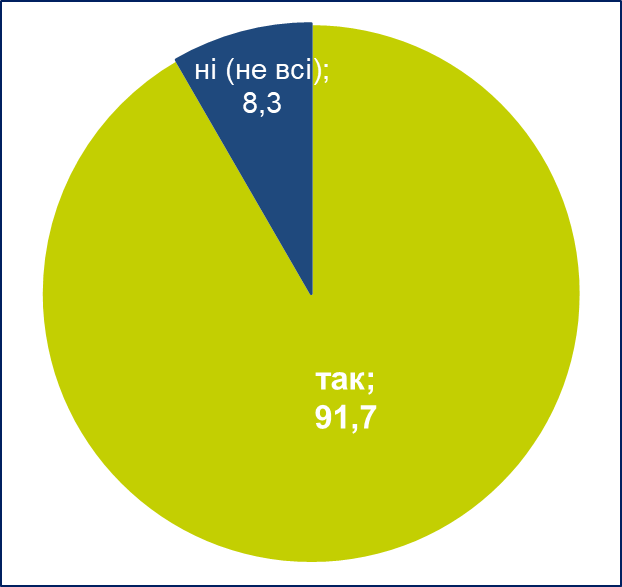 ні (не всі);
8,3
так;
91,7